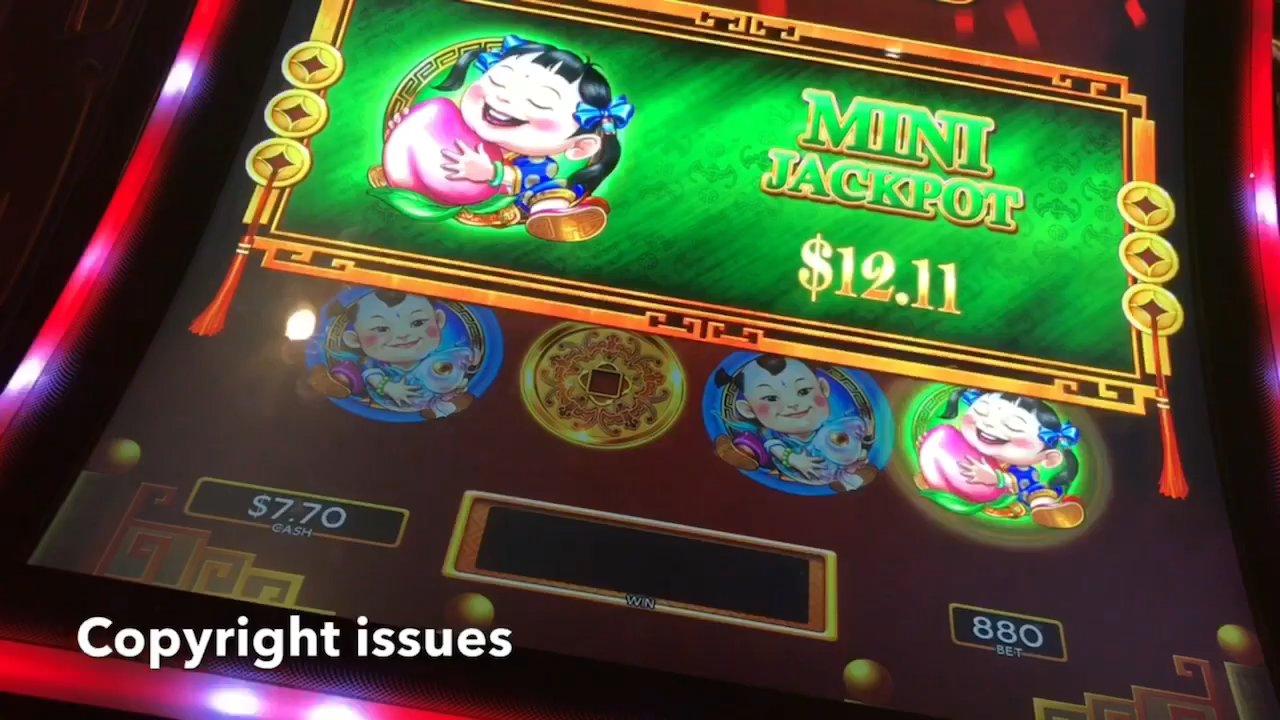 MINI
JACKPOT
$12.11
$7.70
CASH
WIN
880
BET
Copyright issues